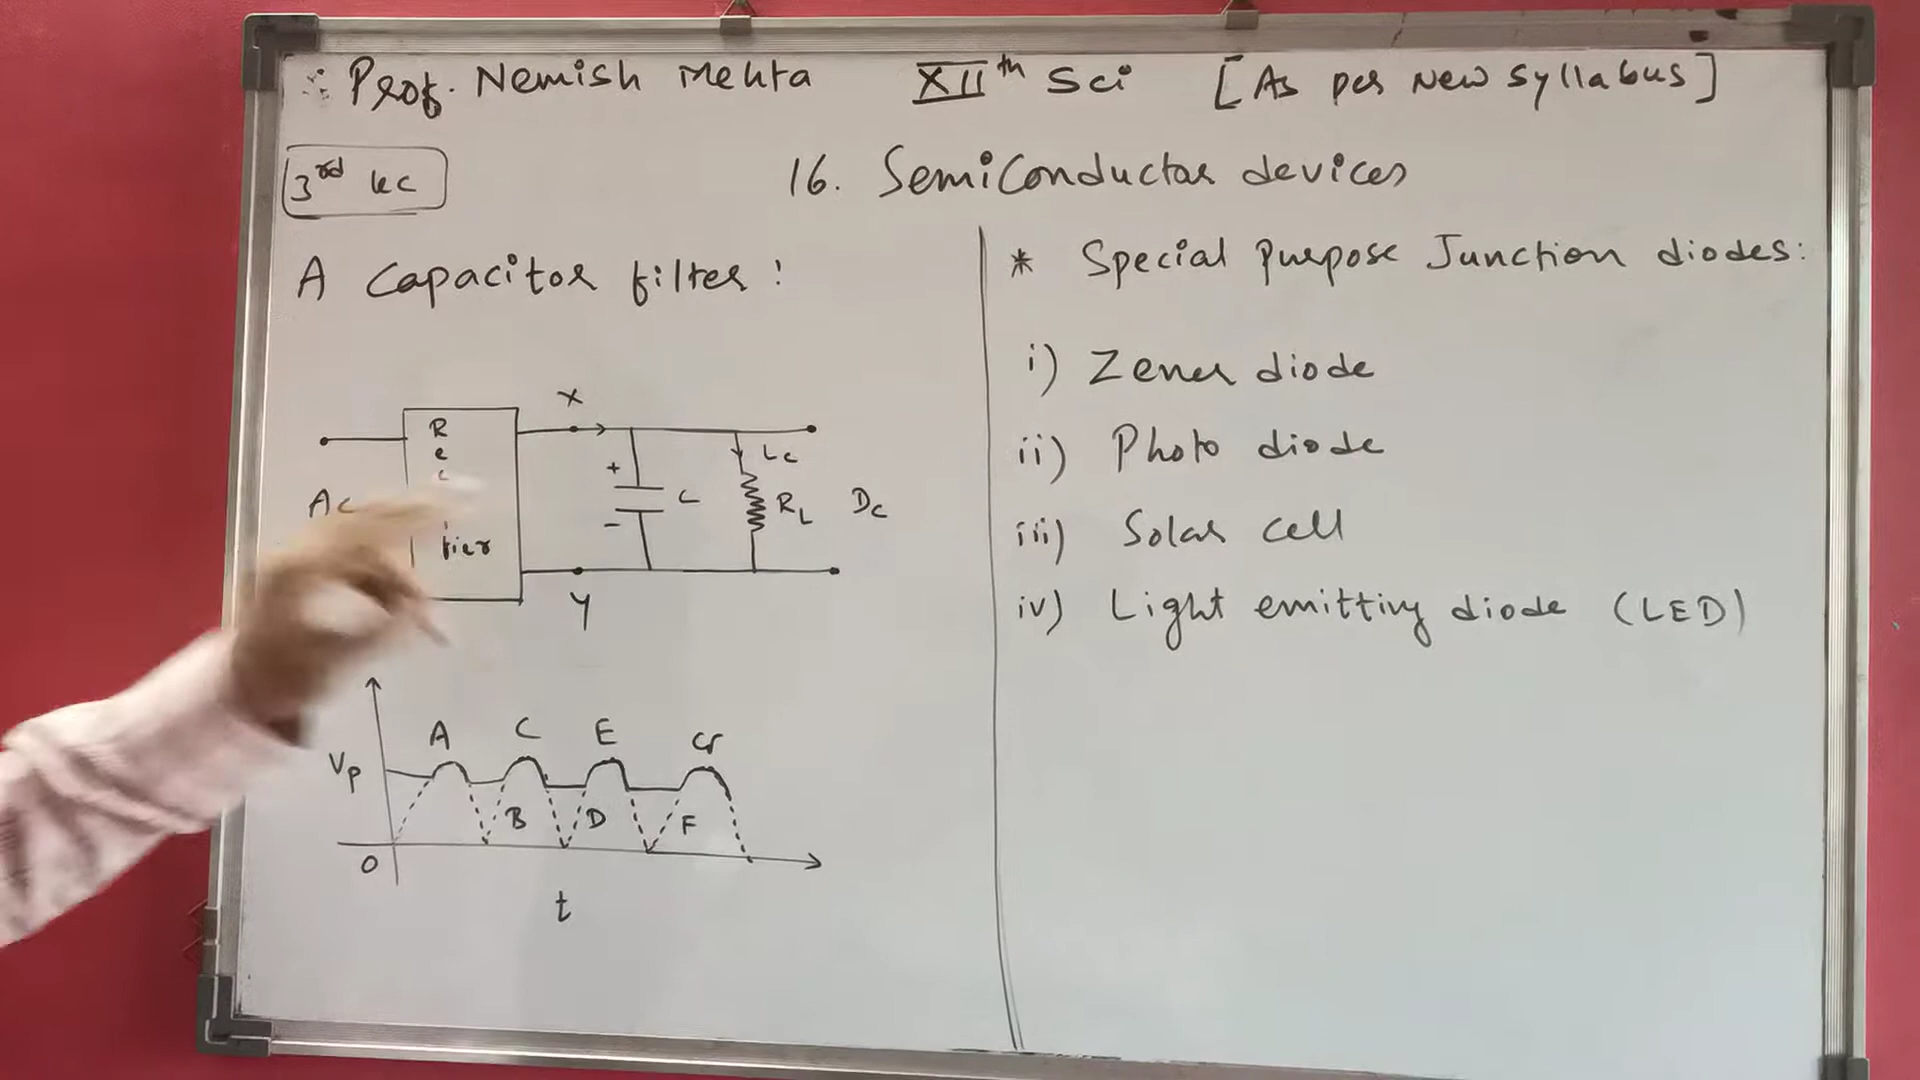 ∴ Prof. Nemish Mehta XIIth Sci [As per New Syllabus]
3rd lec
16. Semiconductor devices
A Capacitor filter :
X
Rec
fier
Ac
+
-
C
Lc
RL
Dc
Y
A C E G
Vp
B D F
O
t
* Special purpose Junction diodes:
i) Zener diode
ii) Photo diode
iii) Solar cell
iv) Light emitting diode (LED)